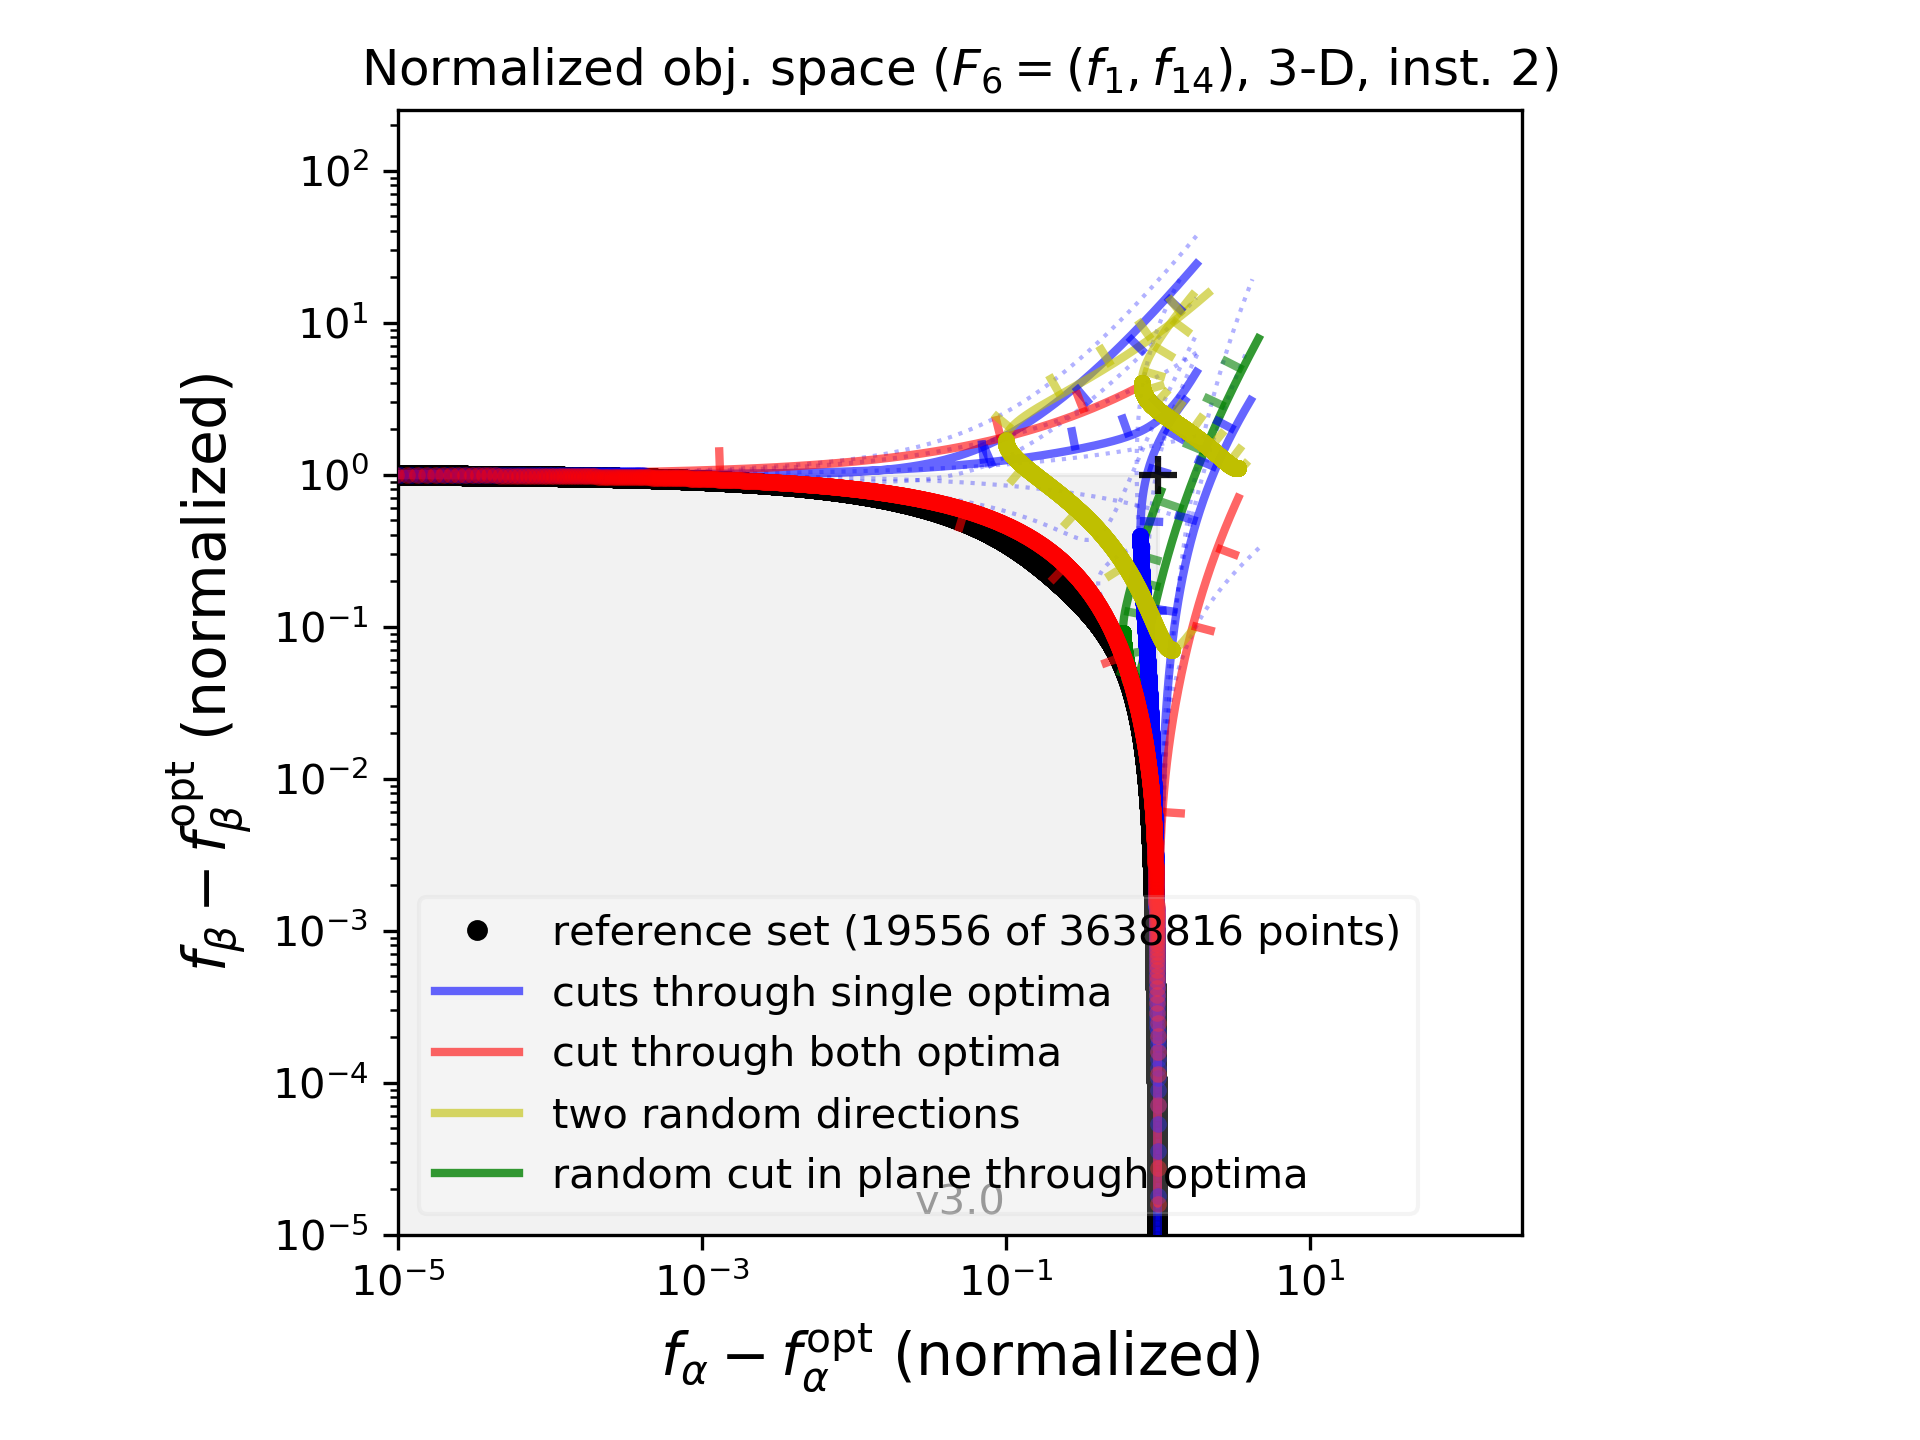 Normalized obj. space (F₆ = (f₁, f₁₄), 3-D, inst. 2)
10²
10¹
10⁰
10⁻¹
10⁻²
10⁻³
10⁻⁴
10⁻⁵
f_β − f_β^opt (normalized)
reference set (19556 of 3638816 points)
cuts through single optima
cut through both optima
two random directions
random cut in plane through optima
v3.0
10⁻⁵ 10⁻³ 10⁻¹ 10¹
f_α − f_α^opt (normalized)